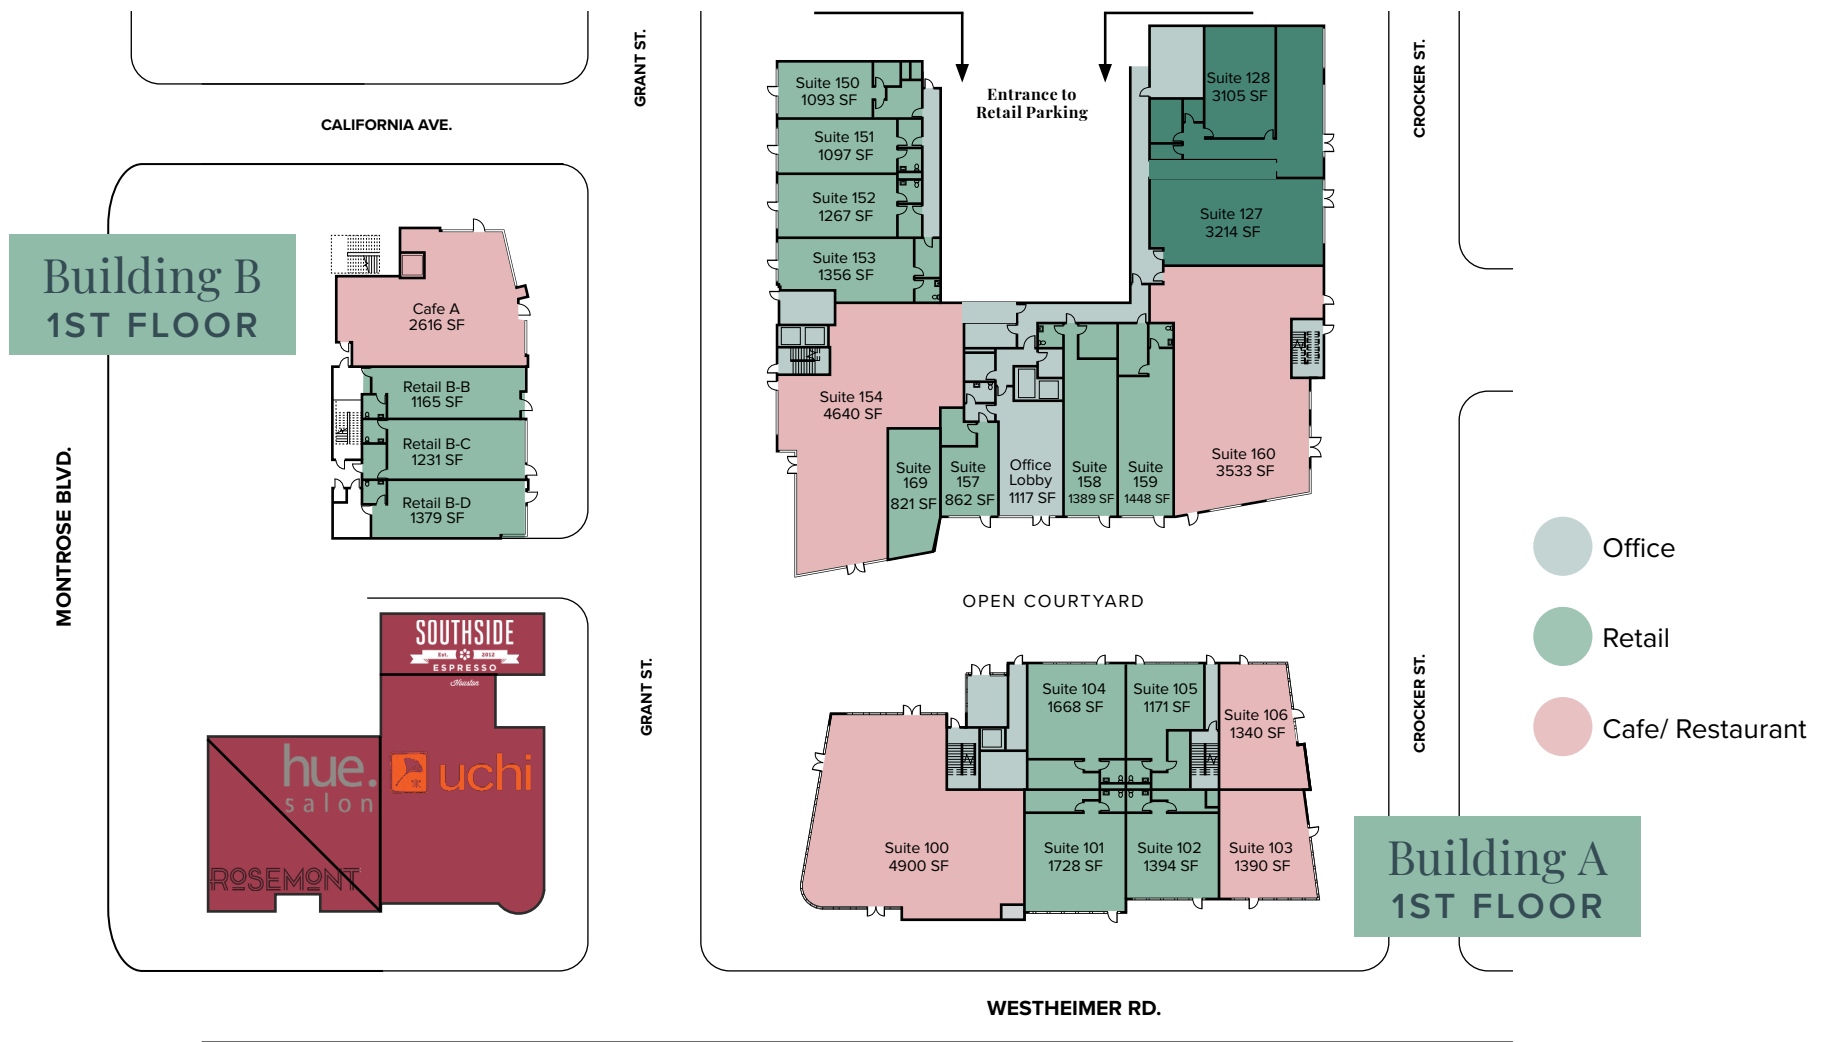 GRANT ST.
CROCKER ST.
CALIFORNIA AVE.
Entrance to
Retail Parking
Suite 150
1093 SF
Suite 151
1097 SF
Suite 152
1267 SF
Suite 153
1356 SF
Suite 128
3105 SF
Suite 127
3214 SF
Building B
1ST FLOOR
Cafe A
2616 SF
Retail B-B
1165 SF
Retail B-C
1231 SF
Retail B-D
1379 SF
MONTROSE BLVD.
Suite 154
4640 SF
Suite
169
821 SF
Suite
157
862 SF
Office
Lobby
1117 SF
Suite
158
1389 SF
Suite
159
1448 SF
Suite 160
3533 SF
Office
Retail
Cafe/ Restaurant
OPEN COURTYARD
SOUTHSIDE
Est. 2012
ESPRESSO
Houston
hue.
salon
uchi
ROSEMONT
GRANT ST.
CROCKER ST.
Suite 104
1668 SF
Suite 105
1171 SF
Suite 106
1340 SF
Suite 100
4900 SF
Suite 101
1728 SF
Suite 102
1394 SF
Suite 103
1390 SF
Building A
1ST FLOOR
WESTHEIMER RD.